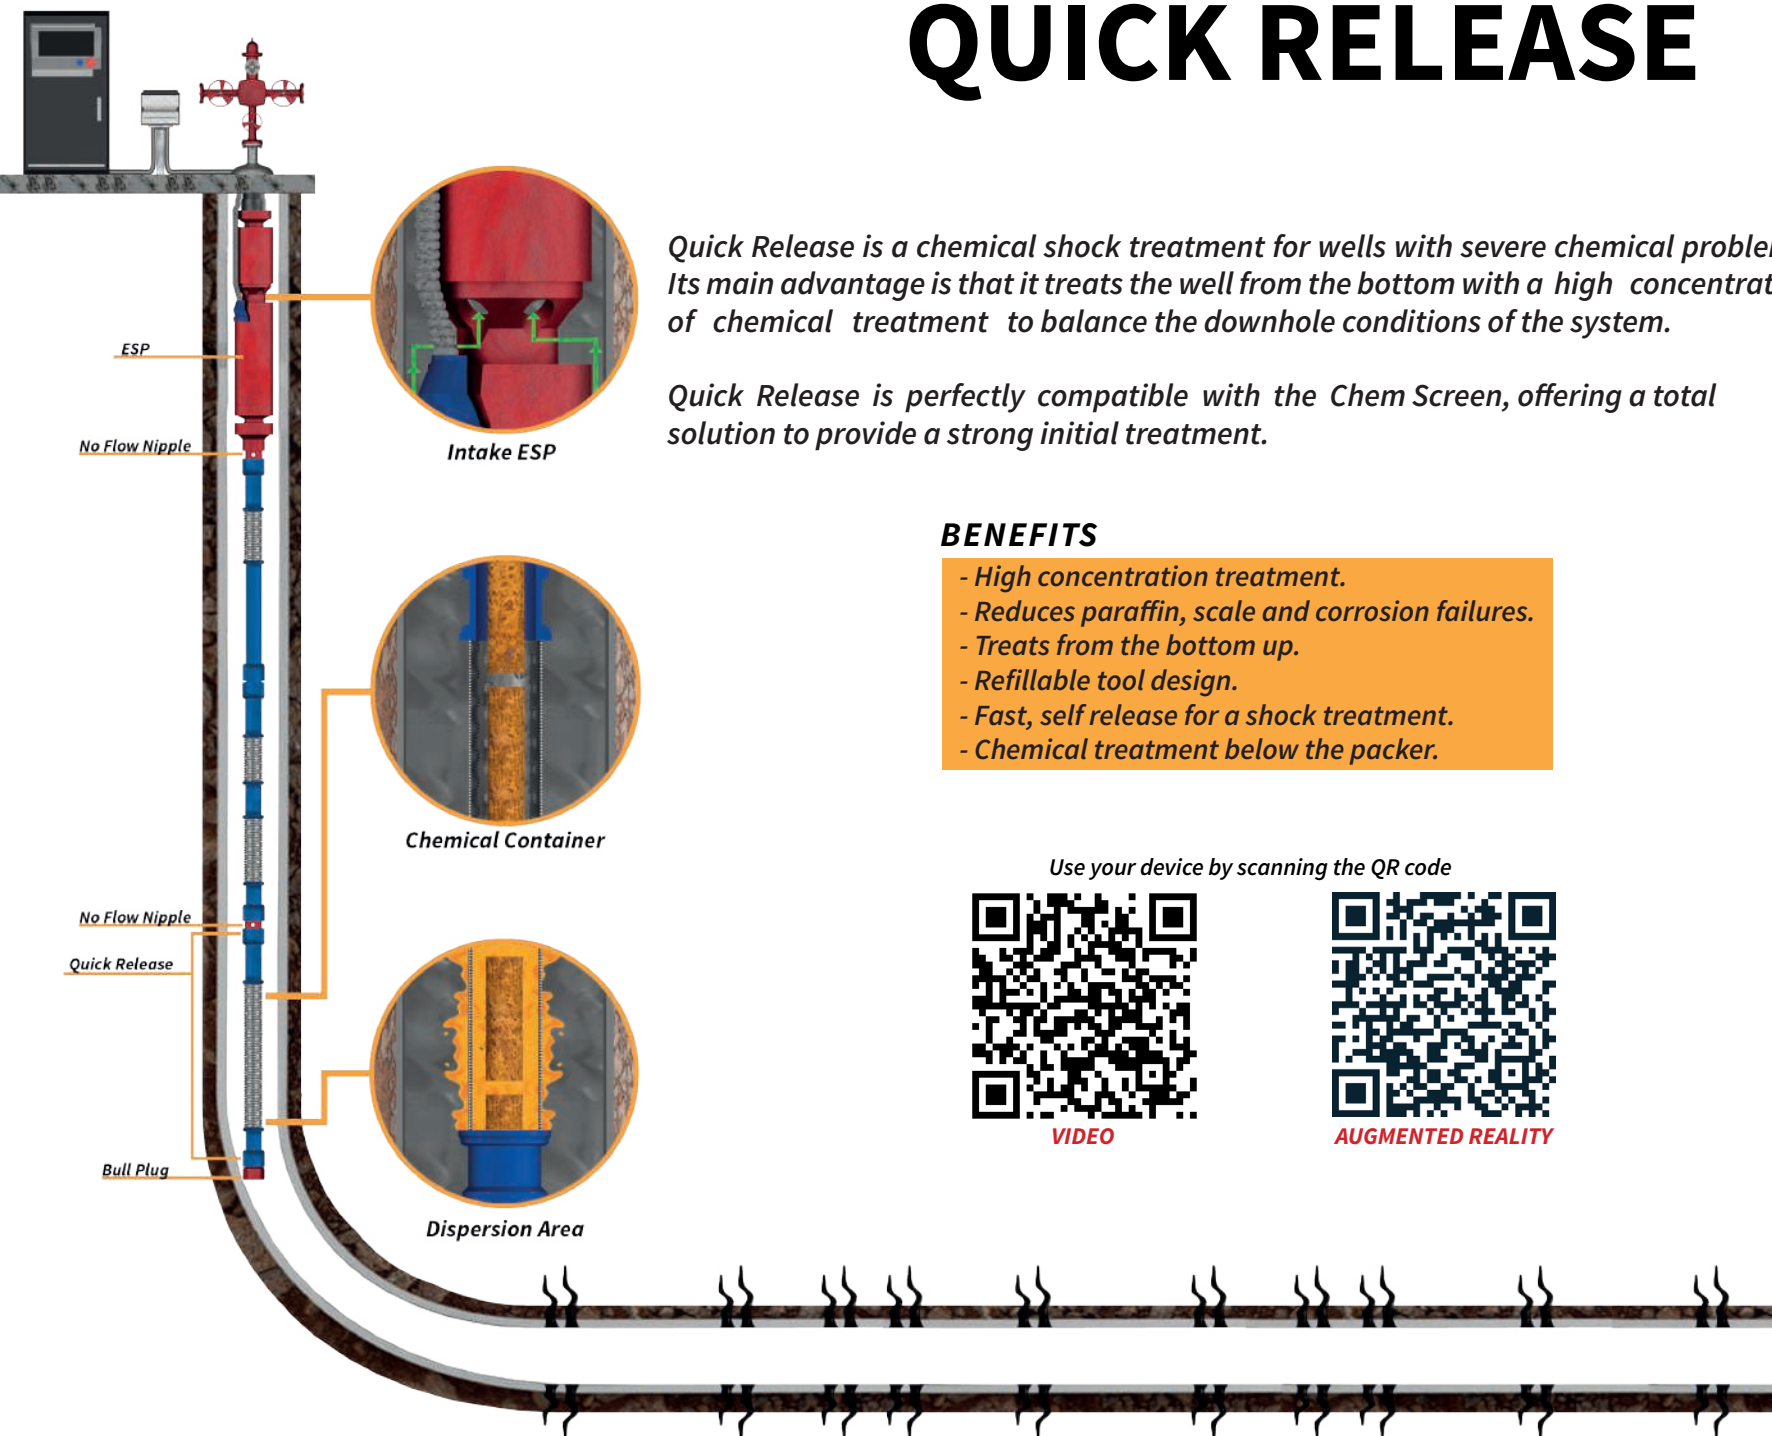 QUICK RELEASE
Quick Release is a chemical shock treatment for wells with severe chemical
Its main advantage is that it treats the well from the bottom with a high
of chemical treatment to balance the downhole conditions of the system.
Quick Release is perfectly compatible with the Chem Screen, offering a total
solution to provide a strong initial treatment.
ESP
No Flow Nipple
Intake ESP
BENEFITS
- High concentration treatment.
- Reduces paraffin, scale and corrosion failures.
- Treats from the bottom up.
- Refillable tool design.
- Fast, self release for a shock treatment.
- Chemical treatment below the packer.
Chemical Container
Use your device by scanning the QR code
No Flow Nipple
Quick Release
VIDEO
AUGMENTED REALITY
Bull Plug
Dispersion Area